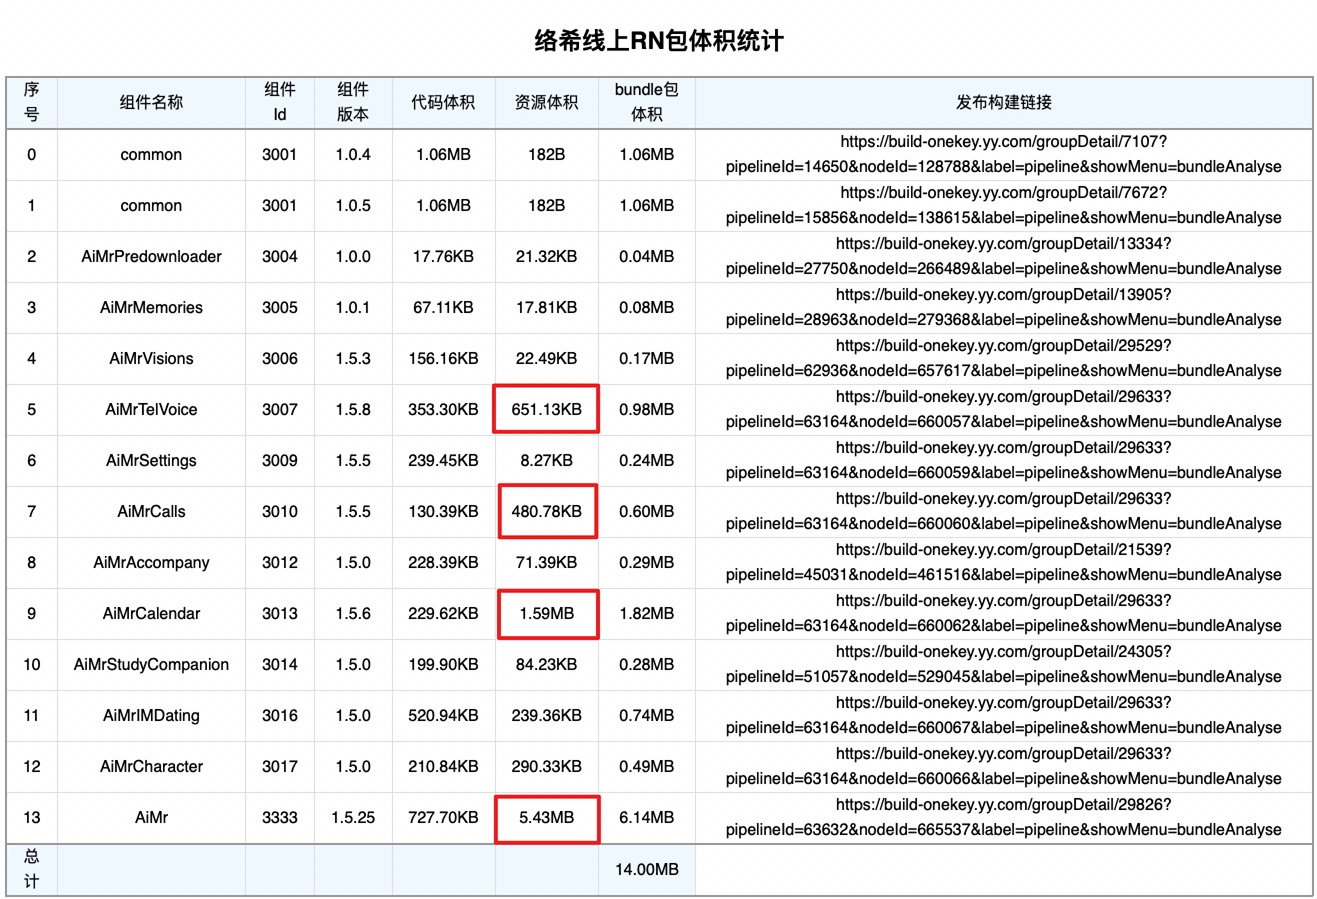 络希线上RN包体积统计
序号 组件名称 组件Id 组件版本 代码体积 资源体积 bundle包体积 发布构建链接
0 common 3001 1.0.4 1.06MB 182B 1.06MB https://build-onekey.yy.com/groupDetail/7107?
pipelineId=14650&nodeId=128788&label=pipeline&showMenu=bundleAnalyse
1 common 3001 1.0.5 1.06MB 182B 1.06MB https://build-onekey.yy.com/groupDetail/7672?
pipelineId=15856&nodeId=138615&label=pipeline&showMenu=bundleAnalyse
2 AiMrPredownloader 3004 1.0.0 17.76KB 21.32KB 0.04MB https://build-onekey.yy.com/groupDetail/13334?
pipelineId=27750&nodeId=266489&label=pipeline&showMenu=bundleAnalyse
3 AiMrMemories 3005 1.0.1 67.11KB 17.81KB 0.08MB https://build-onekey.yy.com/groupDetail/13905?
pipelineId=28963&nodeId=279368&label=pipeline&showMenu=bundleAnalyse
4 AiMrVisions 3006 1.5.3 156.16KB 22.49KB 0.17MB https://build-onekey.yy.com/groupDetail/29529?
pipelineId=62936&nodeId=657617&label=pipeline&showMenu=bundleAnalyse
5 AiMrTelVoice 3007 1.5.8 353.30KB 651.13KB 0.98MB https://build-onekey.yy.com/groupDetail/29633?
pipelineId=63164&nodeId=660057&label=pipeline&showMenu=bundleAnalyse
6 AiMrSettings 3009 1.5.5 239.45KB 8.27KB 0.24MB https://build-onekey.yy.com/groupDetail/29633?
pipelineId=63164&nodeId=660059&label=pipeline&showMenu=bundleAnalyse
7 AiMrCalls 3010 1.5.5 130.39KB 480.78KB 0.60MB https://build-onekey.yy.com/groupDetail/29633?
pipelineId=63164&nodeId=660060&label=pipeline&showMenu=bundleAnalyse
8 AiMrAccompany 3012 1.5.0 228.39KB 71.39KB 0.29MB https://build-onekey.yy.com/groupDetail/21539?
pipelineId=45031&nodeId=461516&label=pipeline&showMenu=bundleAnalyse
9 AiMrCalendar 3013 1.5.6 229.62KB 1.59MB 1.82MB https://build-onekey.yy.com/groupDetail/29633?
pipelineId=63164&nodeId=660062&label=pipeline&showMenu=bundleAnalyse
10 AiMrStudyCompanion 3014 1.5.0 199.90KB 84.23KB 0.28MB https://build-onekey.yy.com/groupDetail/24305?
pipelineId=51057&nodeId=529045&label=pipeline&showMenu=bundleAnalyse
11 AiMrIMDating 3016 1.5.0 520.94KB 239.36KB 0.74MB https://build-onekey.yy.com/groupDetail/29633?
pipelineId=63164&nodeId=660067&label=pipeline&showMenu=bundleAnalyse
12 AiMrCharacter 3017 1.5.0 210.84KB 290.33KB 0.49MB https://build-onekey.yy.com/groupDetail/29633?
pipelineId=63164&nodeId=660066&label=pipeline&showMenu=bundleAnalyse
13 AiMr 3333 1.5.25 727.70KB 5.43MB 6.14MB https://build-onekey.yy.com/groupDetail/29826?
pipelineId=63632&nodeId=665537&label=pipeline&showMenu=bundleAnalyse
总计 14.00MB